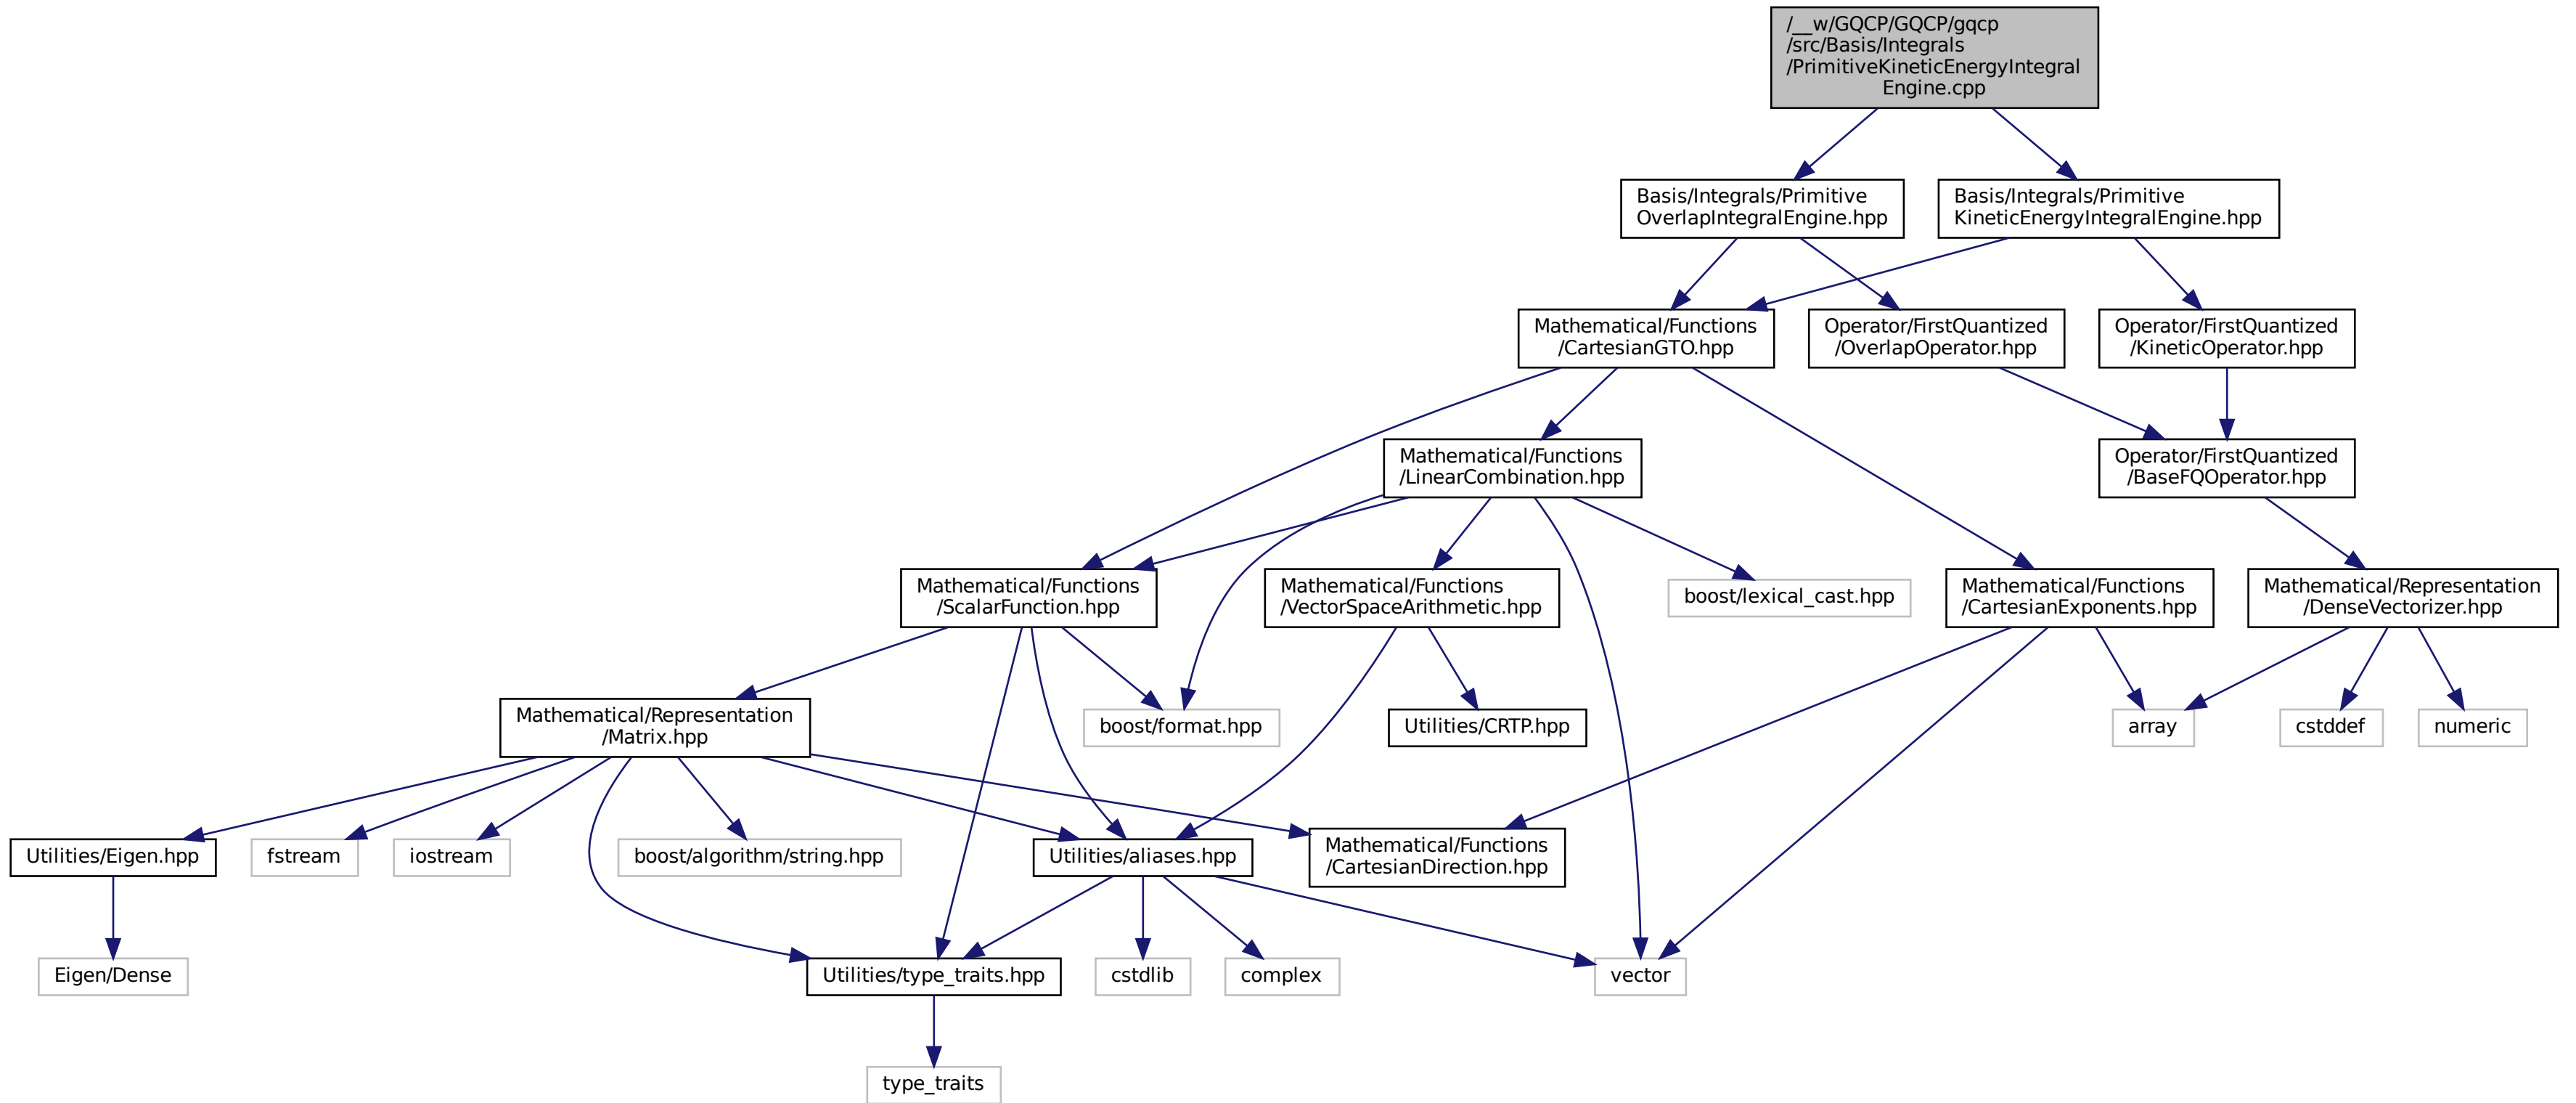 /__w/GQCP/GQCP/gqcp
/src/Basis/Integrals
/PrimitiveKineticEnergyIntegral
Engine.cpp
Basis/Integrals/Primitive
OverlapIntegralEngine.hpp
Basis/Integrals/Primitive
KineticEnergyIntegralEngine.hpp
Mathematical/Functions
/CartesianGTO.hpp
Operator/FirstQuantized
/OverlapOperator.hpp
Operator/FirstQuantized
/KineticOperator.hpp
Mathematical/Functions
/LinearCombination.hpp
Operator/FirstQuantized
/BaseFQOperator.hpp
Mathematical/Functions
/ScalarFunction.hpp
Mathematical/Functions
/VectorSpaceArithmetic.hpp
boost/lexical_cast.hpp
Mathematical/Functions
/CartesianExponents.hpp
Mathematical/Representation
/DenseVectorizer.hpp
Mathematical/Representation
/Matrix.hpp
boost/format.hpp
Utilities/CRTP.hpp
array
cstddef
numeric
Utilities/Eigen.hpp
fstream
iostream
boost/algorithm/string.hpp
Utilities/aliases.hpp
Mathematical/Functions
/CartesianDirection.hpp
Eigen/Dense
Utilities/type_traits.hpp
cstdlib
complex
vector
type_traits